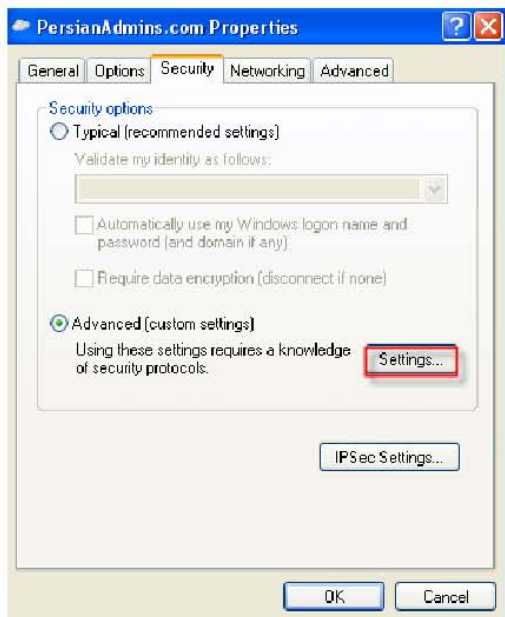 PersianAdmins.com Properties
General Options Security Networking Advanced
Security options
Typical (recommended settings)
Validate my identity as follows:
Automatically use my Windows logon name and
password (and domain if any)
Require data encryption (disconnect if none)
Advanced (custom settings)
Using these settings requires a knowledge
of security protocols.
Settings...
IPSec Settings...
OK Cancel